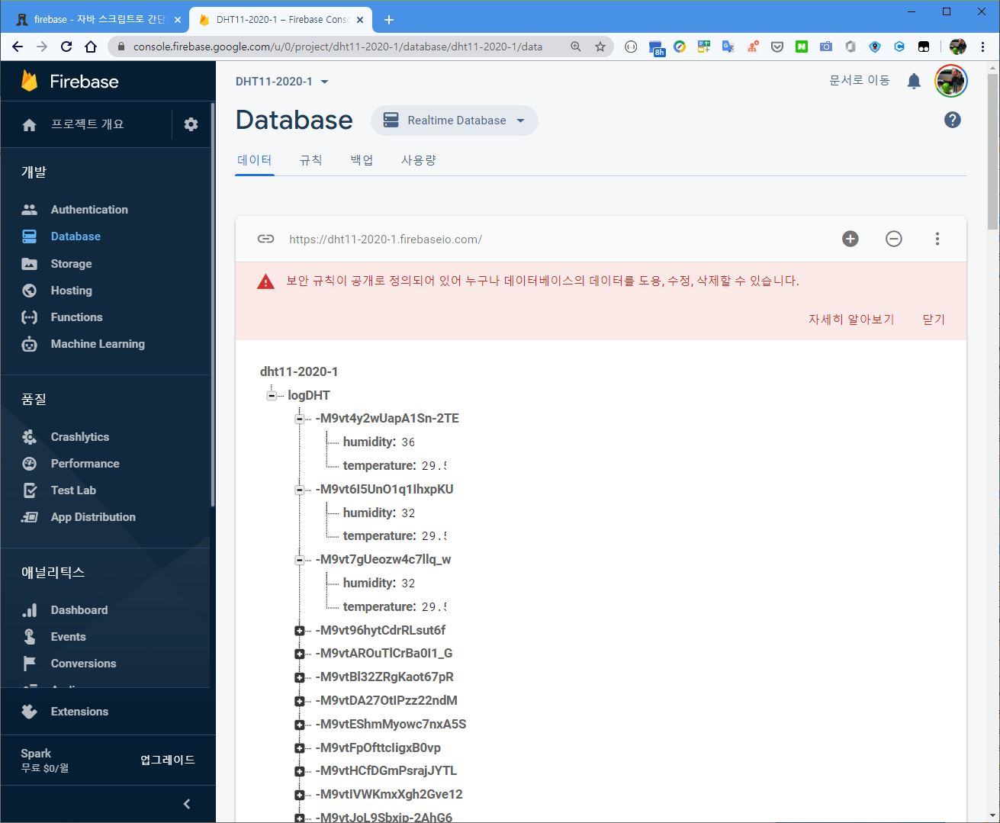 firebase - 자바 스크립트로 간단
DHT11-2020-1 – Firebase Cons
console.firebase.google.com/u/0/project/dht11-2020-1/database/dht11-2020-1/data
8h
N
Firebase
DHT11-2020-1
문서로 이동
프로젝트 개요
Database
Realtime Database
데이터 규칙 백업 사용량
개발
Authentication
Database
Storage
Hosting
Functions
Machine Learning
품질
Crashlytics
Performance
Test Lab
App Distribution
애널리틱스
Dashboard
Events
Conversions
Extensions
Spark
무료 $0/월
업그레이드
https://dht11-2020-1.firebaseio.com/
보안 규칙이 공개로 정의되어 있어 누구나 데이터베이스의 데이터를 도용, 수정, 삭제할 수 있습니다.
자세히 알아보기 닫기
dht11-2020-1
logDHT
-M9vt4y2wUapA1Sn-2TE
humidity: 36
temperature: 29.5
-M9vt6I5UnO1q1IhxpKU
humidity: 32
temperature: 29.5
-M9vt7gUeozw4c7llq_w
humidity: 32
temperature: 29.5
-M9vt96hytCdrRLsut6f
-M9vtAROuTlCrBa0I1_G
-M9vtBl32ZRgKaot67pR
-M9vtDA27OtIPzz22ndM
-M9vtEShmMyowc7nxA5S
-M9vtFpOfttcIigxB0vp
-M9vtHCfDGmPsrajJYTL
-M9vtIVWKmxXgh2Gve12
-M9vtJoL9Sbxip-2AhG6